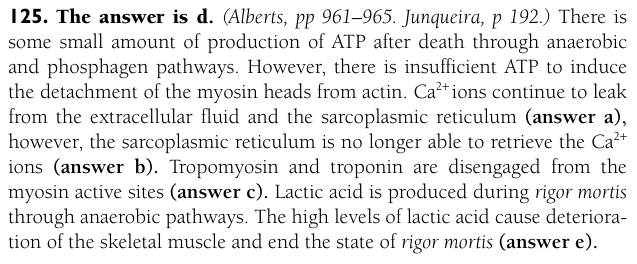 125. The answer is d. (Alberts, pp 961–965. Junqueira, p 192.) There is
some small amount of production of ATP after death through anaerobic
and phosphagen pathways. However, there is insufficient ATP to induce
the detachment of the myosin heads from actin. Ca²⁺ ions continue to leak
from the extracellular fluid and the sarcoplasmic reticulum (answer a),
however, the sarcoplasmic reticulum is no longer able to retrieve the Ca²⁺
ions (answer b). Tropomyosin and troponin are disengaged from the
myosin active sites (answer c). Lactic acid is produced during rigor mortis
through anaerobic pathways. The high levels of lactic acid cause deteriora-
tion of the skeletal muscle and end the state of rigor mortis (answer e).